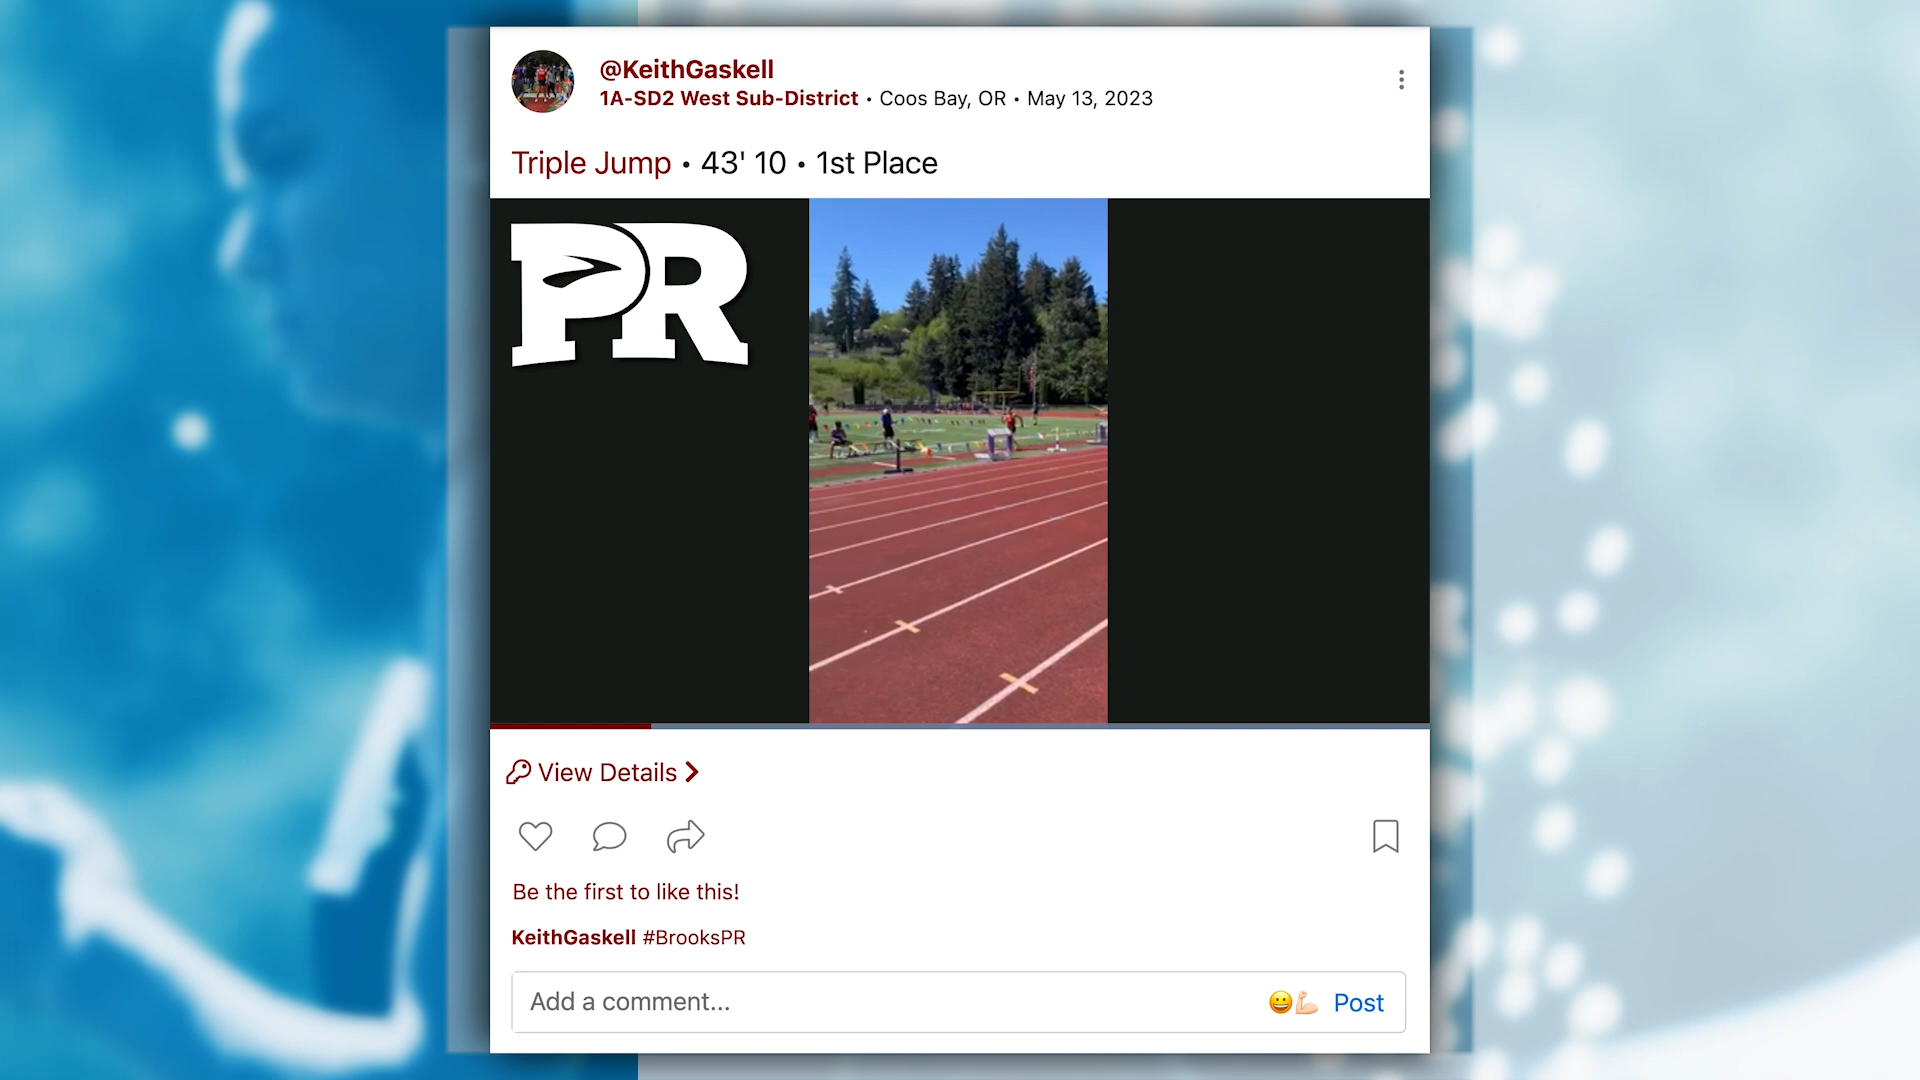 @KeithGaskell
1A-SD2 West Sub-District • Coos Bay, OR • May 13, 2023
Triple Jump • 43' 10 • 1st Place
PR
View Details
Be the first to like this!
KeithGaskell #BrooksPR
Add a comment... 😀💪🏻 Post